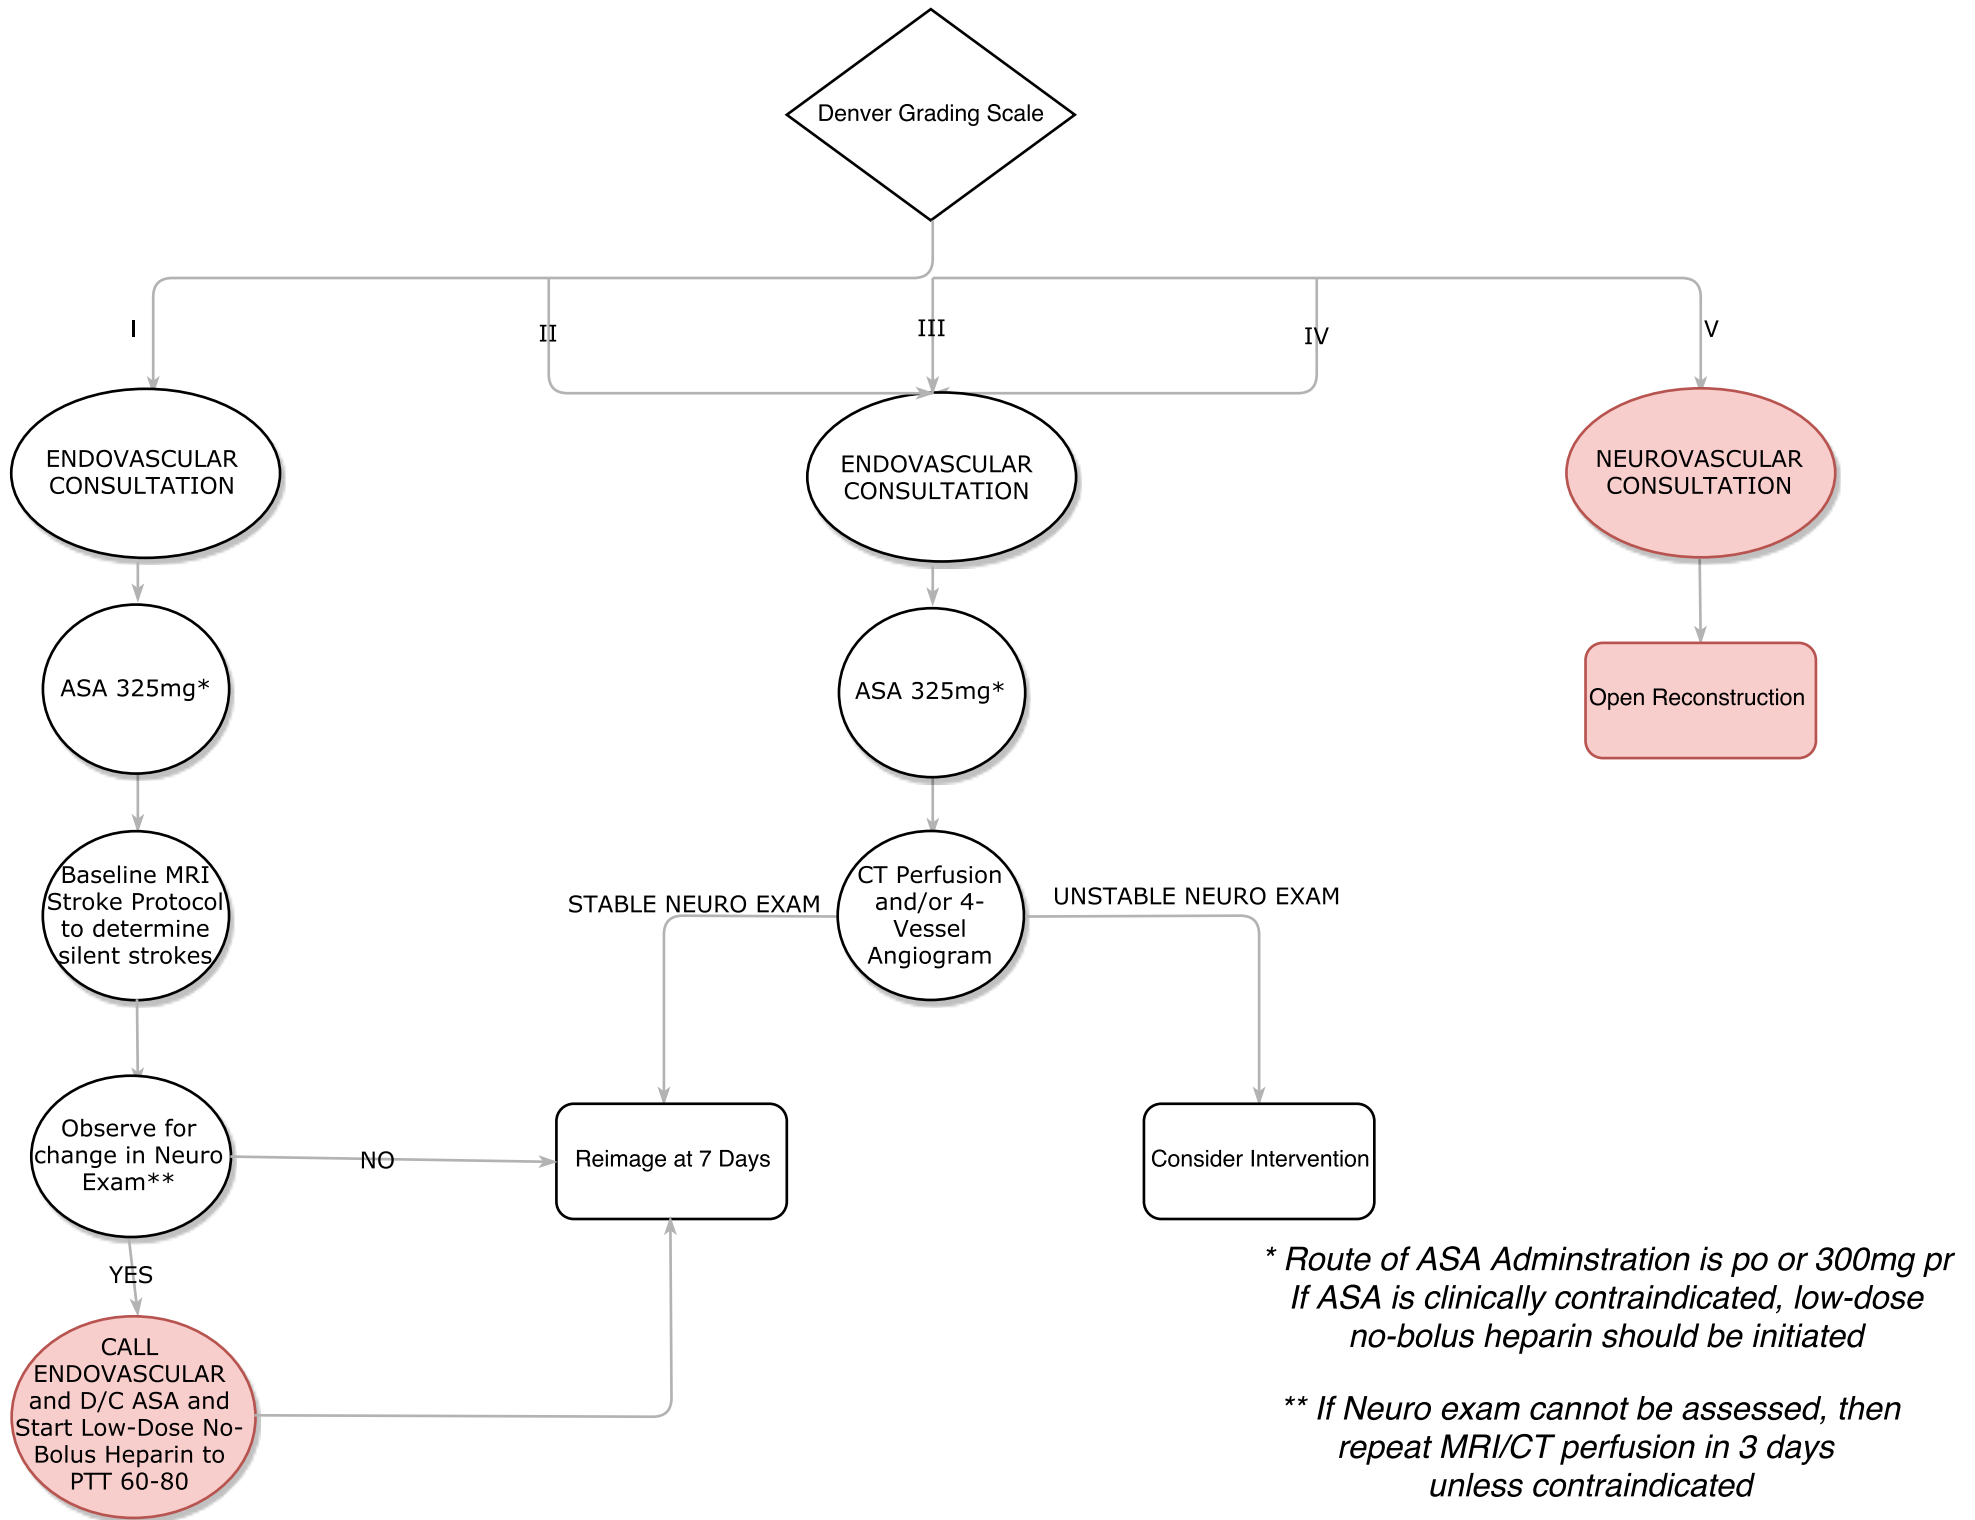 Denver Grading Scale
I
II
III
IV
V
ENDOVASCULAR
CONSULTATION
ENDOVASCULAR
CONSULTATION
NEUROVASCULAR
CONSULTATION
ASA 325mg*
ASA 325mg*
Open Reconstruction
Baseline MRI
Stroke Protocol
to determine
silent strokes
STABLE NEURO EXAM
CT Perfusion
and/or 4-
Vessel
Angiogram
UNSTABLE NEURO EXAM
Observe for
change in Neuro
Exam**
NO
Reimage at 7 Days
Consider Intervention
YES
CALL
ENDOVASCULAR
and D/C ASA and
Start Low-Dose No-
Bolus Heparin to
PTT 60-80
* Route of ASA Adminstration is po or 300mg pr
If ASA is clinically contraindicated, low-dose
no-bolus heparin should be initiated
** If Neuro exam cannot be assessed, then
repeat MRI/CT perfusion in 3 days
unless contraindicated